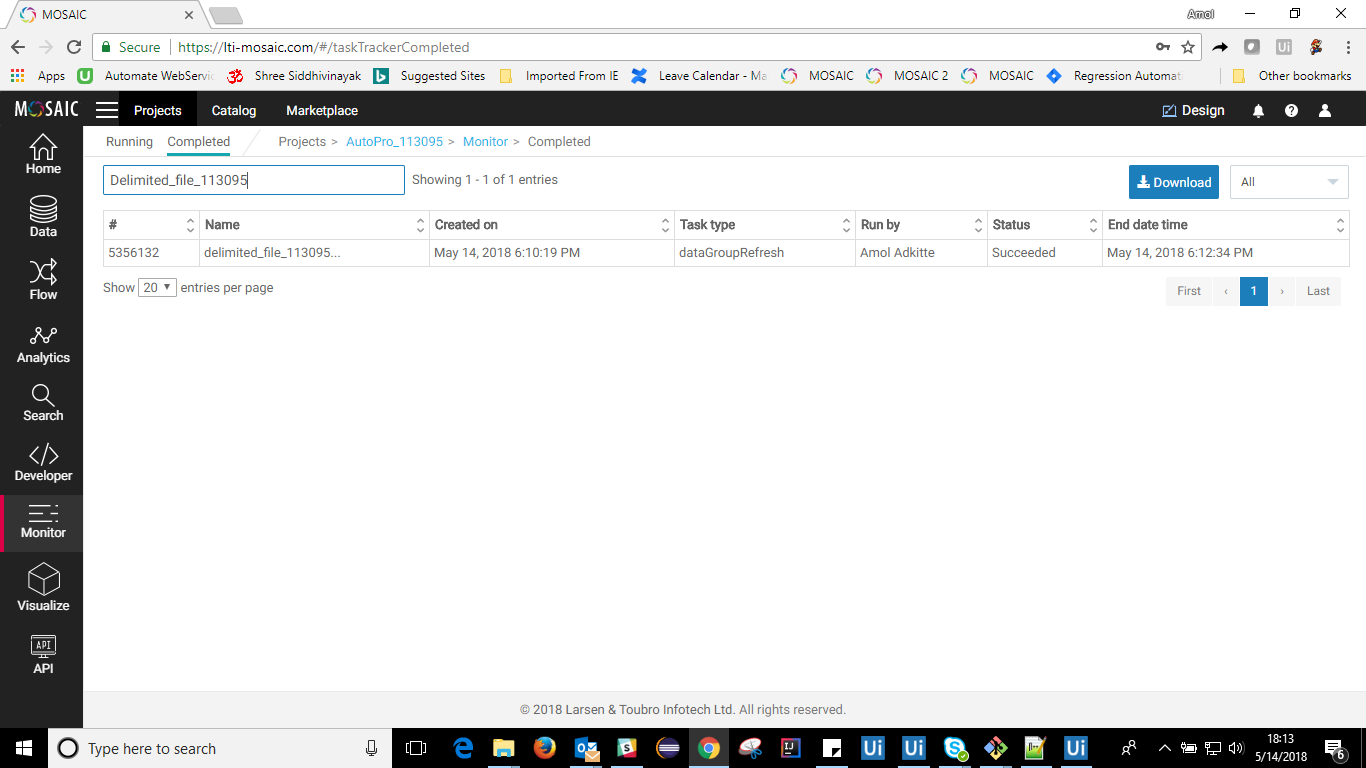 MOSAIC
Amol
Secure https://lti-mosaic.com/#/taskTrackerCompleted
Apps Automate WebServic Shree Siddhivinayak Suggested Sites Imported From IE Leave Calendar - Ma MOSAIC MOSAIC 2 MOSAIC Regression Automat Other bookmarks
MOSAIC Projects Catalog Marketplace Design
Running Completed Projects > AutoPro_113095 > Monitor > Completed
Home
Data
Flow
Analytics
Search
Developer
Monitor
Visualize
API
API
Delimited_file_113095 Showing 1 - 1 of 1 entries Download All
# Name Created on Task type Run by Status End date time
5356132 delimited_file_113095... May 14, 2018 6:10:19 PM dataGroupRefresh Amol Adkitte Succeeded May 14, 2018 6:12:34 PM
Show 20 entries per page First ‹ 1 › Last
© 2018 Larsen & Toubro Infotech Ltd. All rights reserved.
Type here to search
Ui Ui Ui
18:13
5/14/2018
6